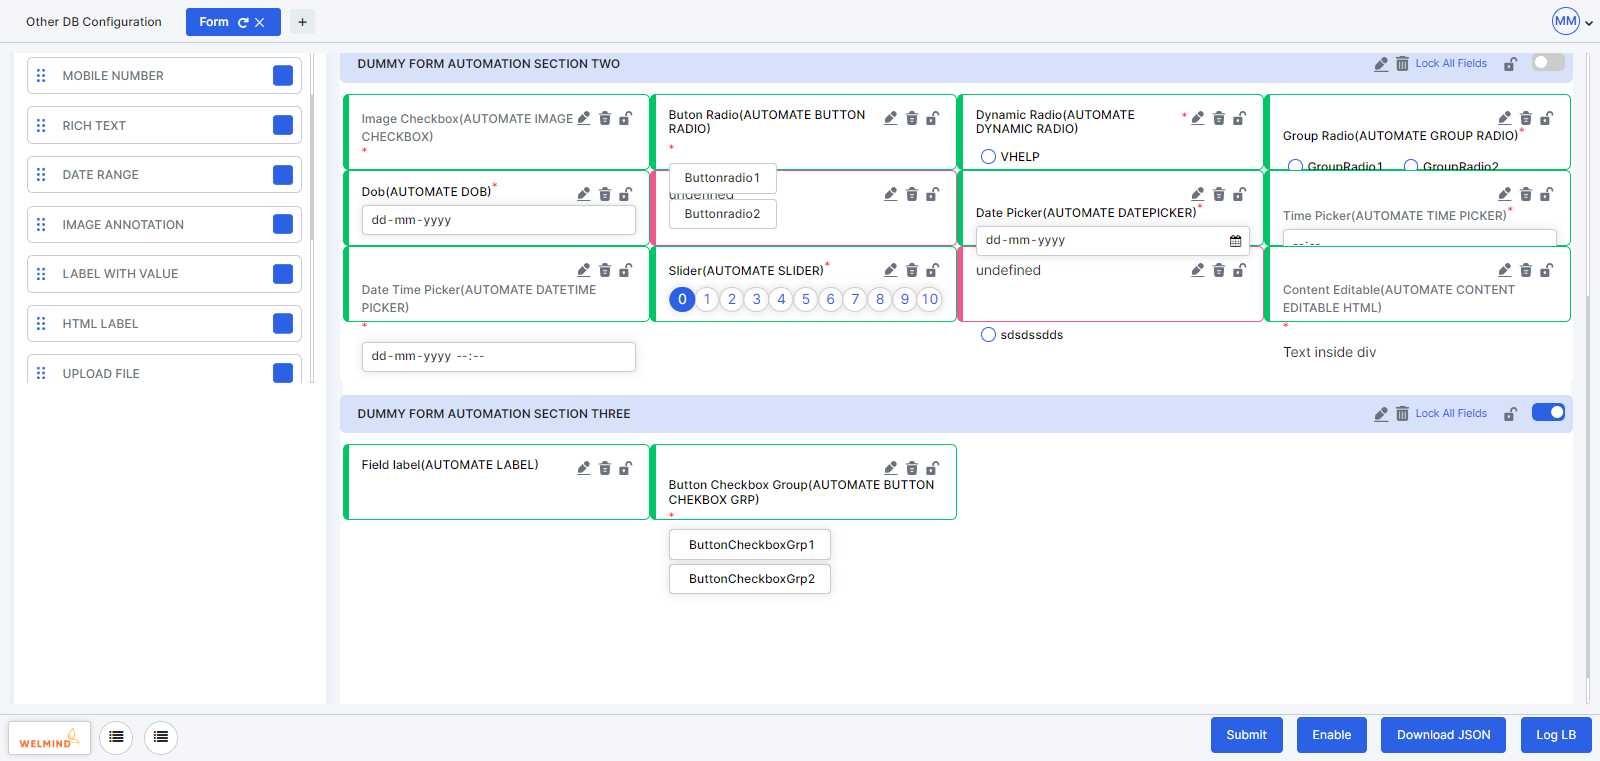 Other DB Configuration
Form
+
MM
MOBILE NUMBER
RICH TEXT
DATE RANGE
IMAGE ANNOTATION
LABEL WITH VALUE
HTML LABEL
UPLOAD FILE
DUMMY FORM AUTOMATION SECTION TWO
Lock All Fields
Image Checkbox(AUTOMATE IMAGE
CHECKBOX)
*
Buton Radio(AUTOMATE BUTTON
RADIO)
*
Buttonradio1
Buttonradio2
Dynamic Radio(AUTOMATE
DYNAMIC RADIO)
*
VHELP
Group Radio(AUTOMATE GROUP RADIO)*
GroupRadio1
GroupRadio2
Dob(AUTOMATE DOB)*
dd-mm-yyyy
undefined
Date Picker(AUTOMATE DATEPICKER)*
dd-mm-yyyy
Time Picker(AUTOMATE TIME PICKER)*
--:--
Date Time Picker(AUTOMATE DATETIME
PICKER)
*
dd-mm-yyyy --:--
Slider(AUTOMATE SLIDER)*
0 1 2 3 4 5 6 7 8 9 10
undefined
sdsdssdds
Content Editable(AUTOMATE CONTENT
EDITABLE HTML)
*
Text inside div
DUMMY FORM AUTOMATION SECTION THREE
Lock All Fields
Field label(AUTOMATE LABEL)
Button Checkbox Group(AUTOMATE BUTTON
CHEKBOX GRP)
*
ButtonCheckboxGrp1
ButtonCheckboxGrp2
WELMIND
Submit
Enable
Download JSON
Log LB